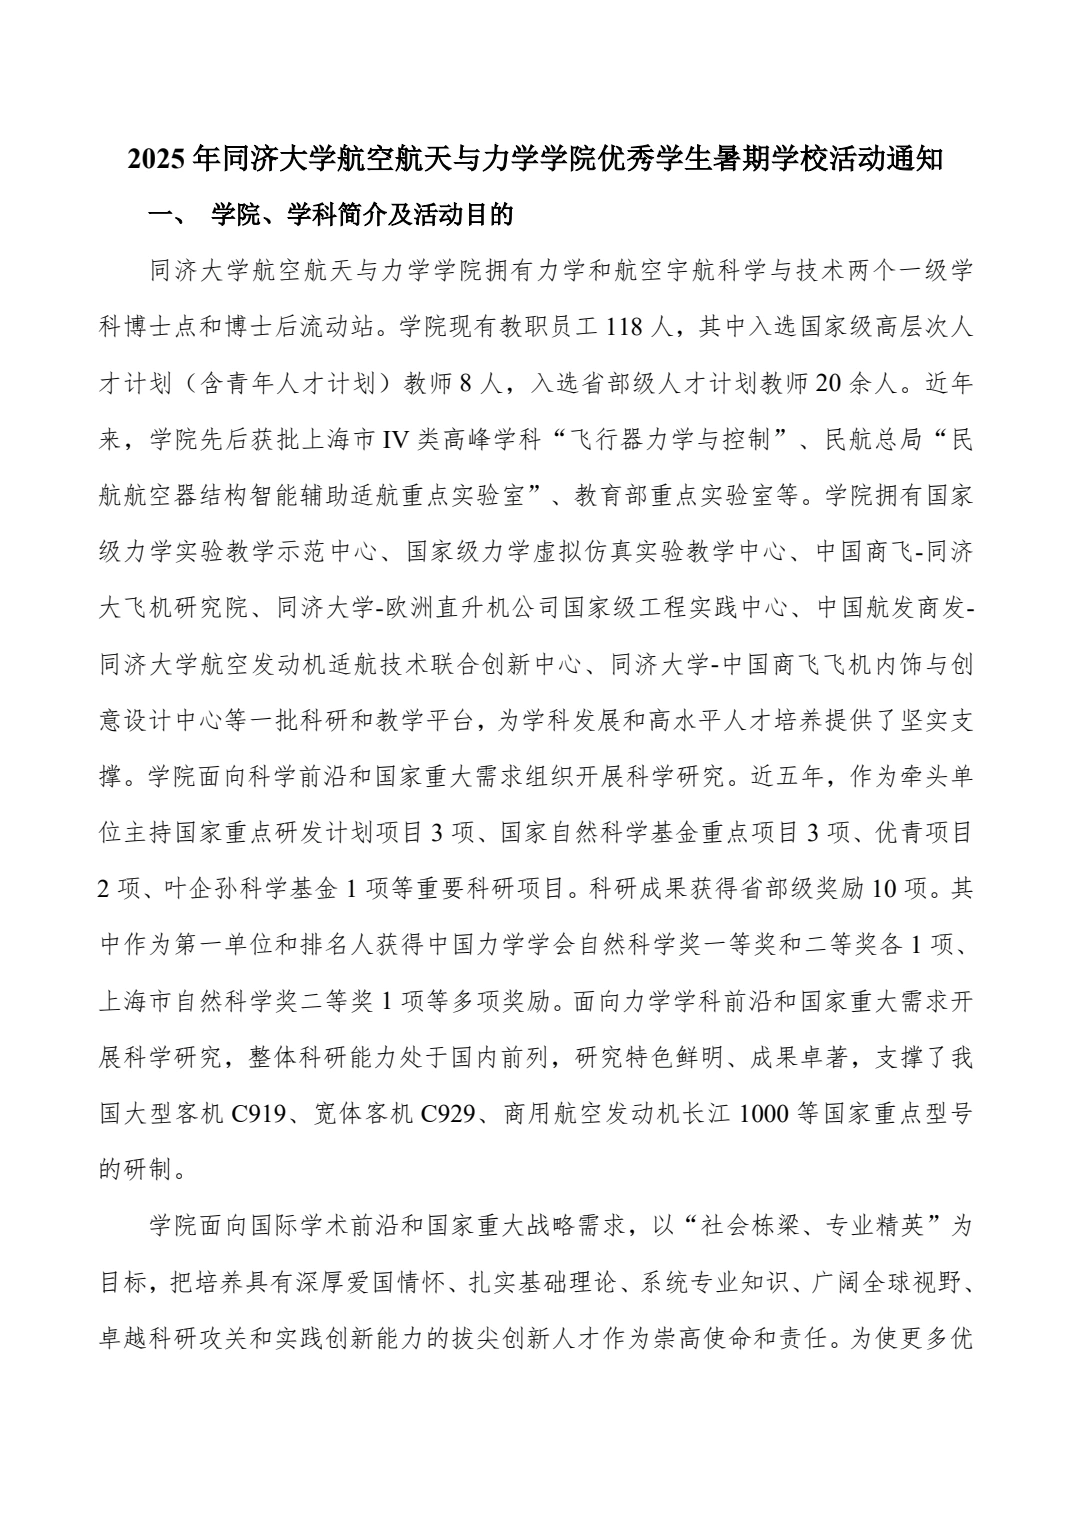 2025 年同济大学航空航天与力学学院优秀学生暑期学校活动通知
一、 学院、学科简介及活动目的
同济大学航空航天与力学学院拥有力学和航空宇航科学与技术两个一级学
科博士点和博士后流动站。学院现有教职员工 118 人，其中入选国家级高层次人
才计划（含青年人才计划）教师 8 人，入选省部级人才计划教师 20 余人。近年
来，学院先后获批上海市 IV 类高峰学科“飞行器力学与控制”、民航总局“民
航航空器结构智能辅助适航重点实验室”、教育部重点实验室等。学院拥有国家
级力学实验教学示范中心、国家级力学虚拟仿真实验教学中心、中国商飞-同济
大飞机研究院、同济大学-欧洲直升机公司国家级工程实践中心、中国航发商发-
同济大学航空发动机适航技术联合创新中心、同济大学-中国商飞飞机内饰与创
意设计中心等一批科研和教学平台，为学科发展和高水平人才培养提供了坚实支
撑。学院面向科学前沿和国家重大需求组织开展科学研究。近五年，作为牵头单
位主持国家重点研发计划项目 3 项、国家自然科学基金重点项目 3 项、优青项目
2 项、叶企孙科学基金 1 项等重要科研项目。科研成果获得省部级奖励 10 项。其
中作为第一单位和排名人获得中国力学学会自然科学奖一等奖和二等奖各 1 项、
上海市自然科学奖二等奖 1 项等多项奖励。面向力学学科前沿和国家重大需求开
展科学研究，整体科研能力处于国内前列，研究特色鲜明、成果卓著，支撑了我
国大型客机 C919、宽体客机 C929、商用航空发动机长江 1000 等国家重点型号
的研制。
学院面向国际学术前沿和国家重大战略需求，以“社会栋梁、专业精英”为
目标，把培养具有深厚爱国情怀、扎实基础理论、系统专业知识、广阔全球视野、
卓越科研攻关和实践创新能力的拔尖创新人才作为崇高使命和责任。为使更多优